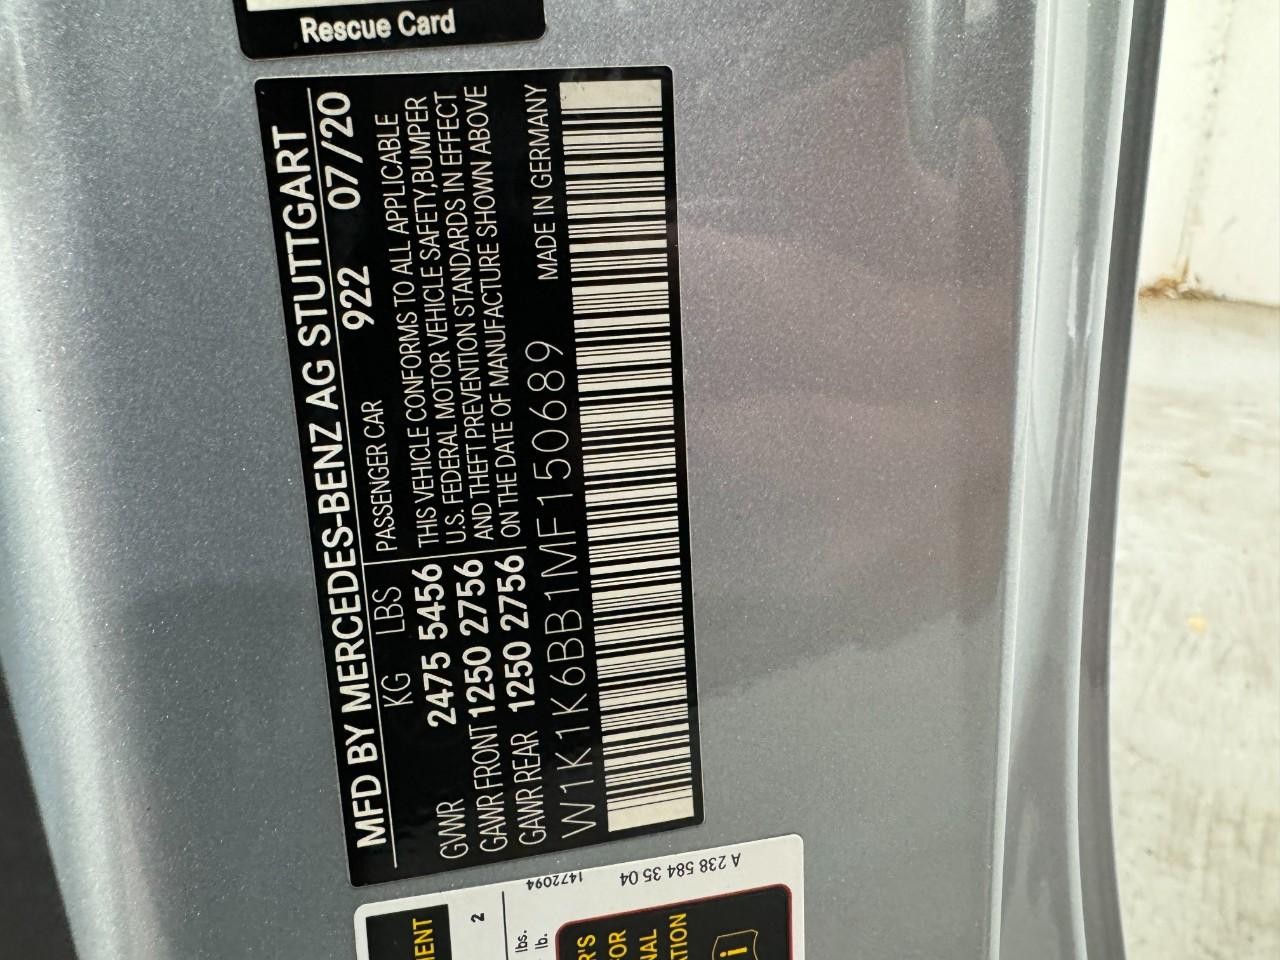 Rescue Card
MFD BY MERCEDES-BENZ AG STUTTGART
KG LBS PASSENGER CAR 922 07/20
GVWR 2475 5456
GAWR FRONT 1250 2756
GAWR REAR 1250 2756
THIS VEHICLE CONFORMS TO ALL APPLICABLE
U.S. FEDERAL MOTOR VEHICLE SAFETY,BUMPER
AND THEFT PREVENTION STANDARDS IN EFFECT
ON THE DATE OF MANUFACTURE SHOWN ABOVE
W1K1K6BB1MF150689 MADE IN GERMANY
A 238 584 35 04
1472094
2
lbs.
lb.